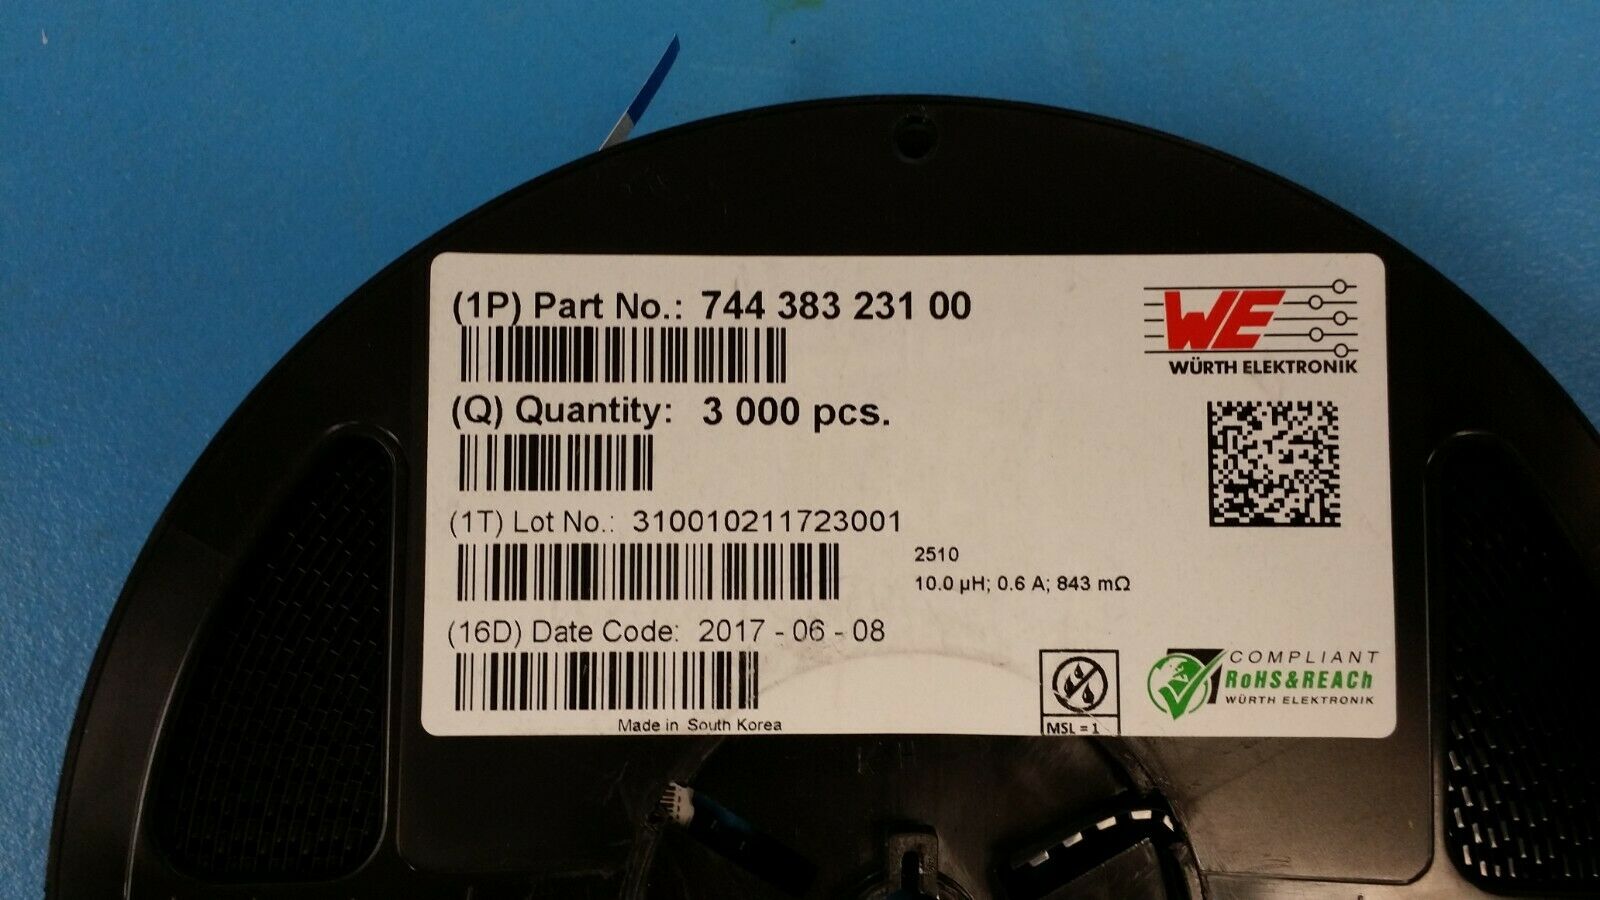 (1P) Part No.: 744 383 231 00
WE
WÜRTH ELEKTRONIK
(Q) Quantity: 3 000 pcs.
(1T) Lot No.: 310010211723001
2510
10.0 µH; 0.6 A; 843 mΩ
(16D) Date Code: 2017 - 06 - 08
Made in South Korea
MSL = 1
COMPLIANT
RoHS&REACh
WÜRTH ELEKTRONIK